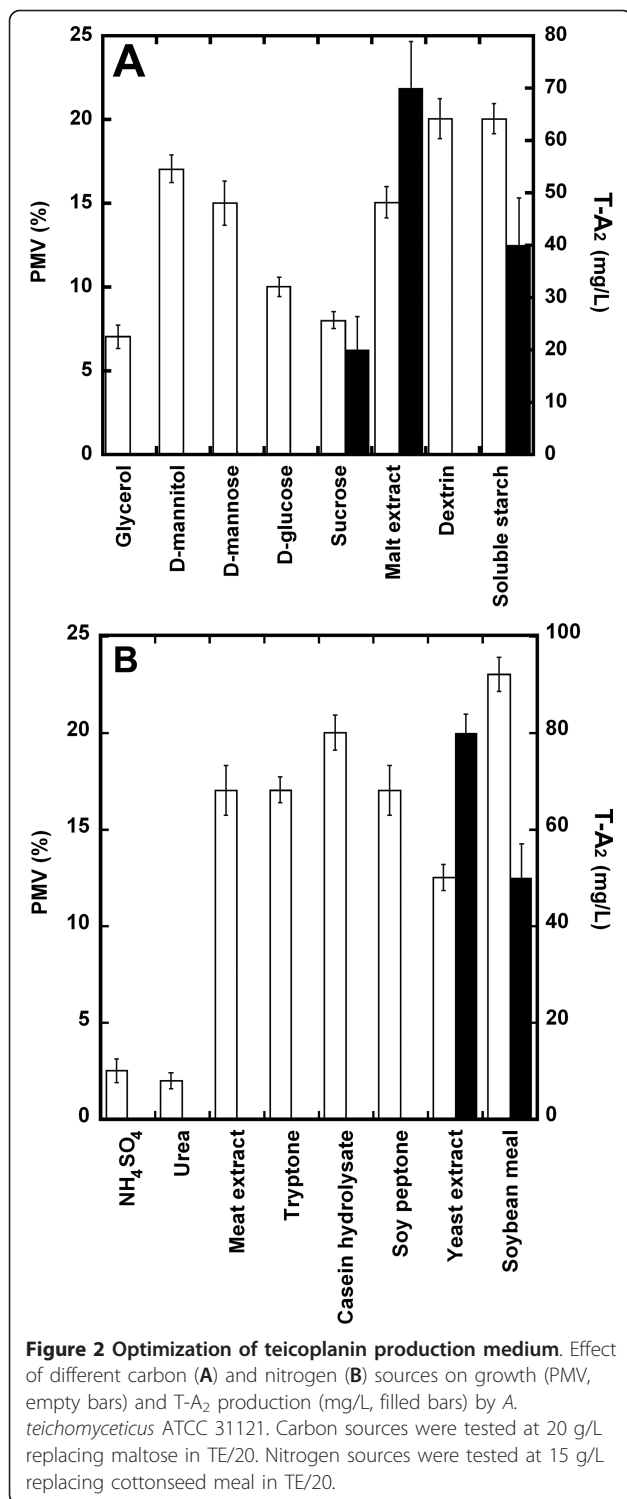 A
25
20
15
10
5
0
PMV (%)
80
70
60
50
40
30
20
10
0
T-A₂ (mg/L)
Glycerol
D-mannitol
D-mannose
D-glucose
Sucrose
Malt extract
Dextrin
Soluble starch
B
25
20
15
10
5
0
PMV (%)
100
80
60
40
20
0
T-A₂ (mg/L)
NH₄SO₄
Urea
Meat extract
Tryptone
Casein hydrolysate
Soy peptone
Yeast extract
Soybean meal
Figure 2 Optimization of teicoplanin production medium. Effect
of different carbon (A) and nitrogen (B) sources on growth (PMV,
empty bars) and T-A₂ production (mg/L, filled bars) by A.
teichomyceticus ATCC 31121. Carbon sources were tested at 20 g/L
replacing maltose in TE/20. Nitrogen sources were tested at 15 g/L
replacing cottonseed meal in TE/20.